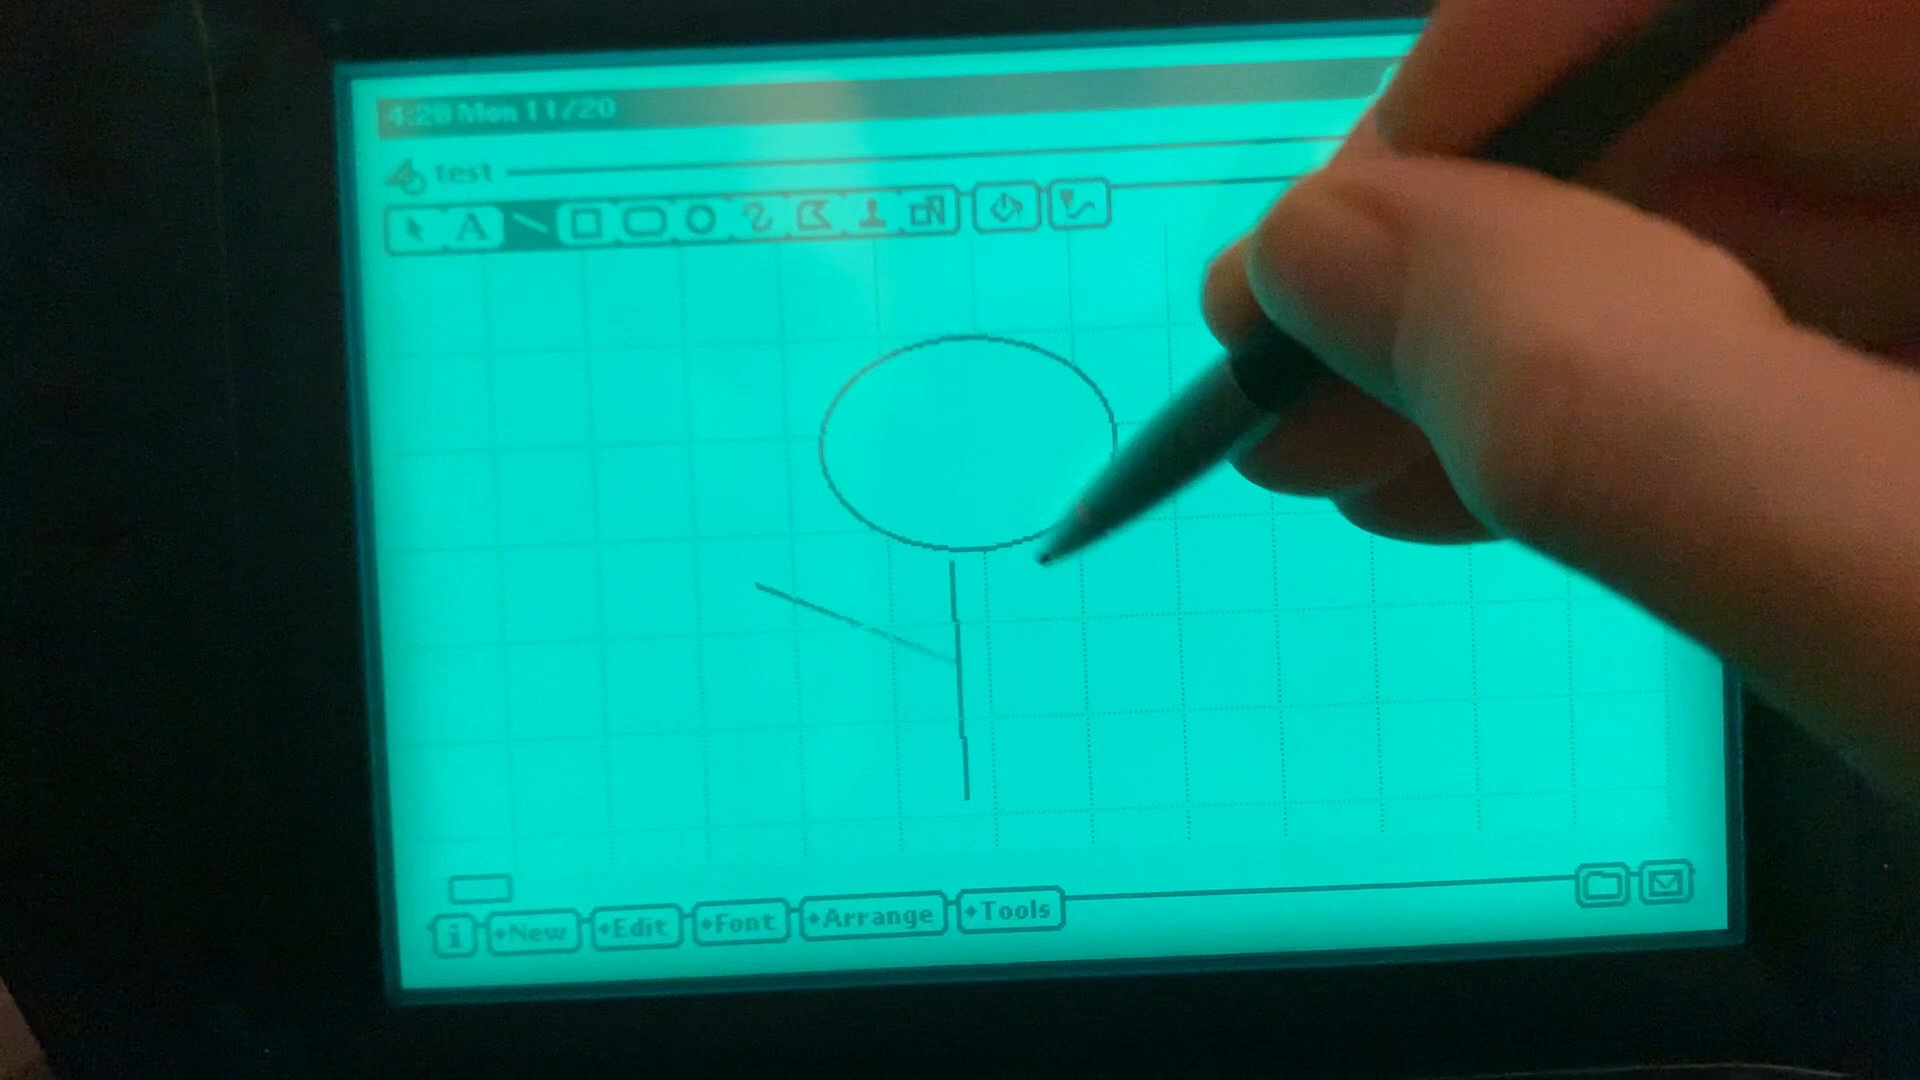 4:28 Mon 11/20
test
A
N
i ◆New ◆Edit ◆Font ◆Arrange ◆Tools